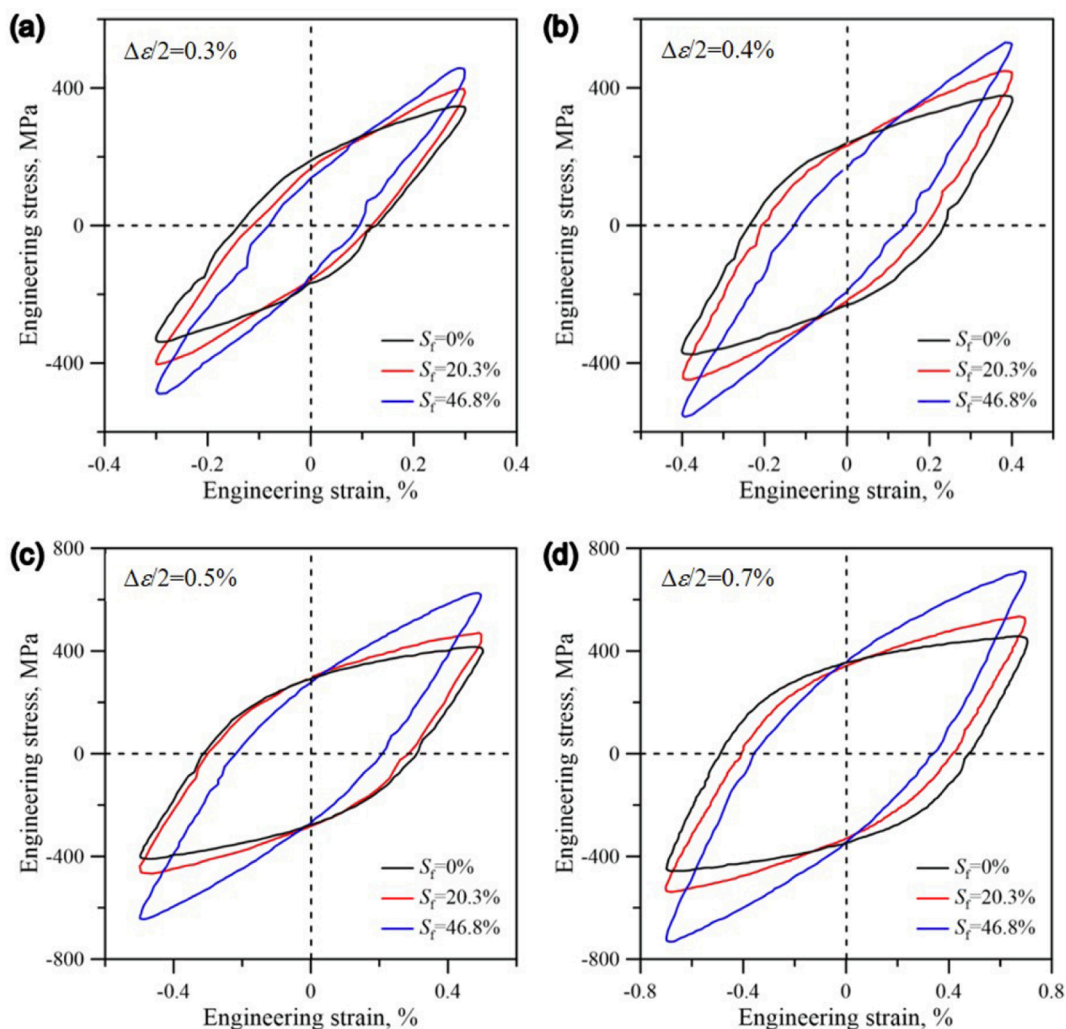 (a)
Δε/2=0.3%
Engineering stress, MPa
400
0
-400
Sf=0%
Sf=20.3%
Sf=46.8%
-0.4
-0.2
0
0.2
0.4
Engineering strain, %
(b)
Δε/2=0.4%
Engineering stress, MPa
400
0
-400
Sf=0%
Sf=20.3%
Sf=46.8%
-0.4
-0.2
0
0.2
0.4
Engineering strain, %
(c)
Δε/2=0.5%
Engineering stress, MPa
800
400
0
-400
-800
Sf=0%
Sf=20.3%
Sf=46.8%
-0.4
0
0.4
Engineering strain, %
(d)
Δε/2=0.7%
Engineering stress, MPa
800
400
0
-400
-800
Sf=0%
Sf=20.3%
Sf=46.8%
-0.8
-0.4
0
0.4
0.8
Engineering strain, %